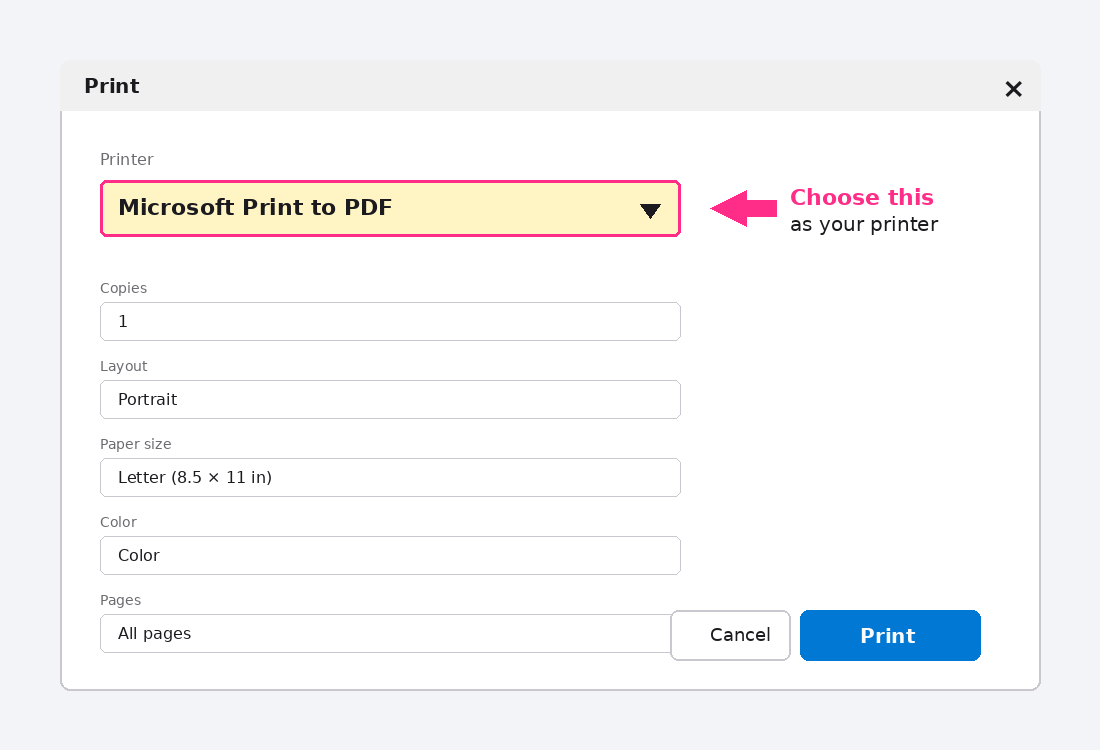 Print
×
Printer
Microsoft Print to PDF
Choose this
as your printer
Copies
1
Layout
Portrait
Paper size
Letter (8.5 × 11 in)
Color
Color
Pages
All pages
Cancel
Print